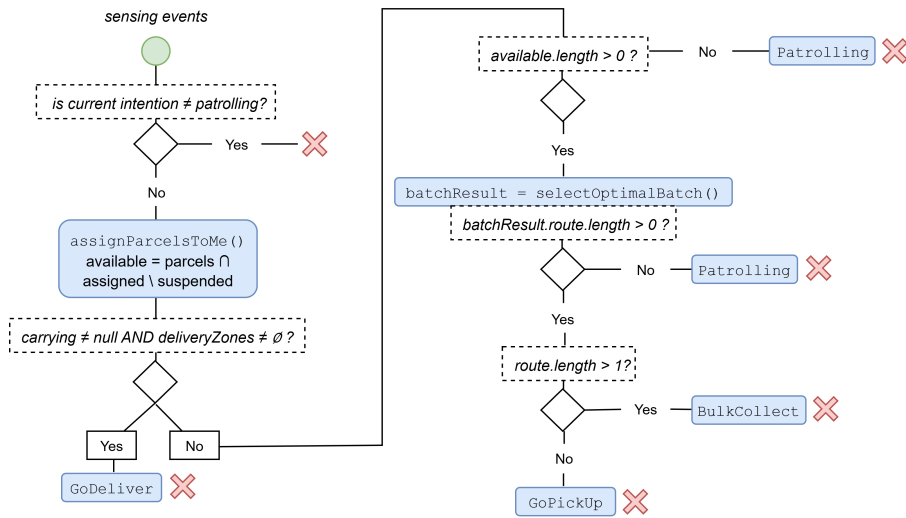 sensing events
is current intention ≠ patrolling?
Yes
No
assignParcelsToMe()
available = parcels ∩
assigned \ suspended
carrying ≠ null AND deliveryZones ≠ ∅ ?
Yes
No
GoDeliver
available.length > 0 ?
No
Patrolling
Yes
batchResult = selectOptimalBatch()
batchResult.route.length > 0 ?
No
Patrolling
Yes
route.length > 1?
Yes
BulkCollect
No
GoPickUp